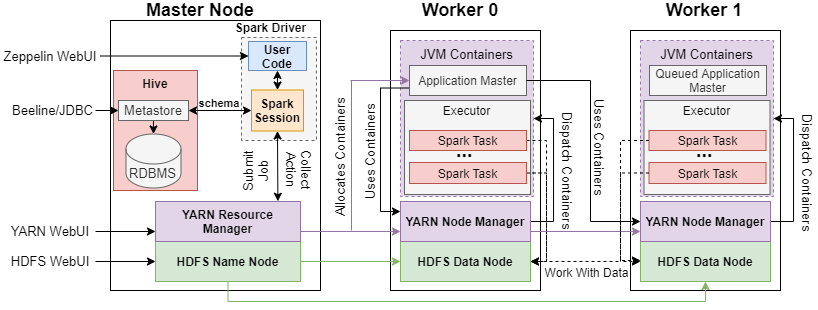 Master Node
Worker 0
Worker 1
Spark Driver
Zeppelin WebUI
User
Code
JVM Containers
JVM Containers
Hive
Application Master
Queued Application
Master
Beeline/JDBC
Metastore
schema
Spark
Session
Executor
Executor
RDBMS
Spark Task
...
Spark Task
Spark Task
...
Spark Task
Submit
Job
Collect
Action
Allocates Containers
Uses Containers
Dispatch Containers
Uses Containers
Dispatch Containers
YARN WebUI
YARN Resource
Manager
YARN Node Manager
YARN Node Manager
HDFS WebUI
HDFS Name Node
HDFS Data Node
Work With Data
HDFS Data Node